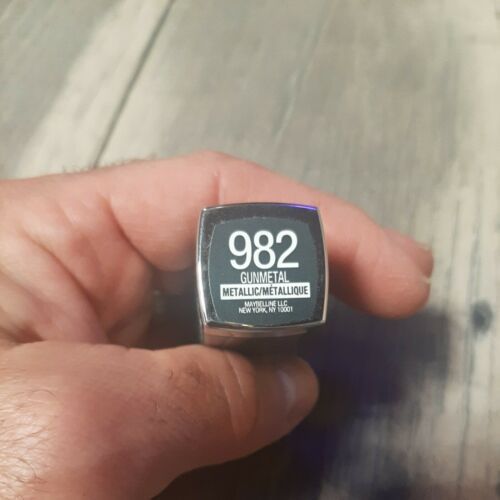 982
GUNMETAL
METALLIC/MÉTALLIQUE
MAYBELLINE LLC
NEW YORK, NY 10001